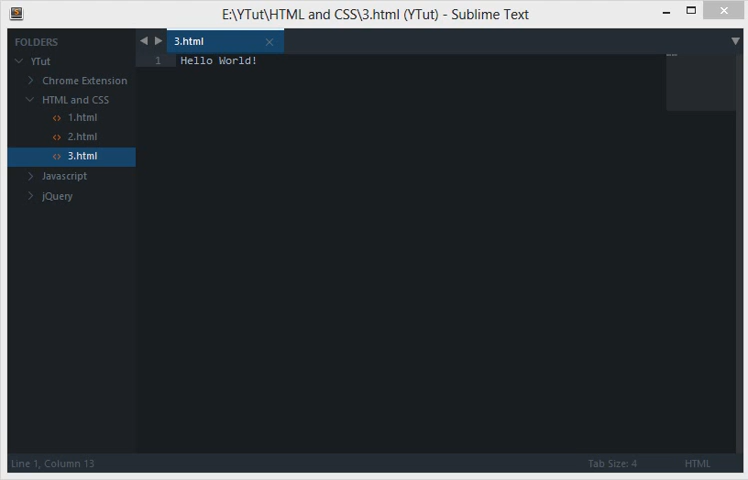 E:\YTut\HTML and CSS\3.html (YTut) - Sublime Text
FOLDERS
YTut
Chrome Extension
HTML and CSS
1.html
2.html
3.html
Javascript
jQuery
3.html
1 Hello World!
Line 1, Column 13
Tab Size: 4
HTML